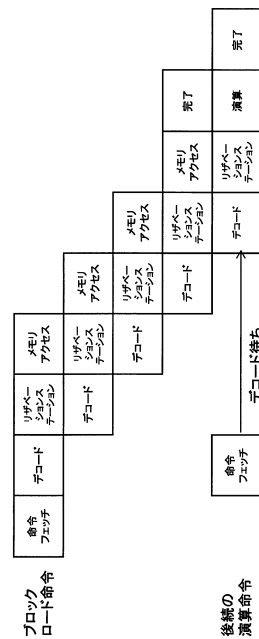 ブロック
ロード命令
命令
フェッチ
デコード
リザベー
ションス
テーション
メモリ
アクセス
デコード
リザベー
ションス
テーション
メモリ
アクセス
デコード
リザベー
ションス
テーション
メモリ
アクセス
デコード
リザベー
ションス
テーション
メモリ
アクセス
完了
後続の
演算命令
命令
フェッチ
デコード待ち
デコード
リザベー
ションス
テーション
演算
完了